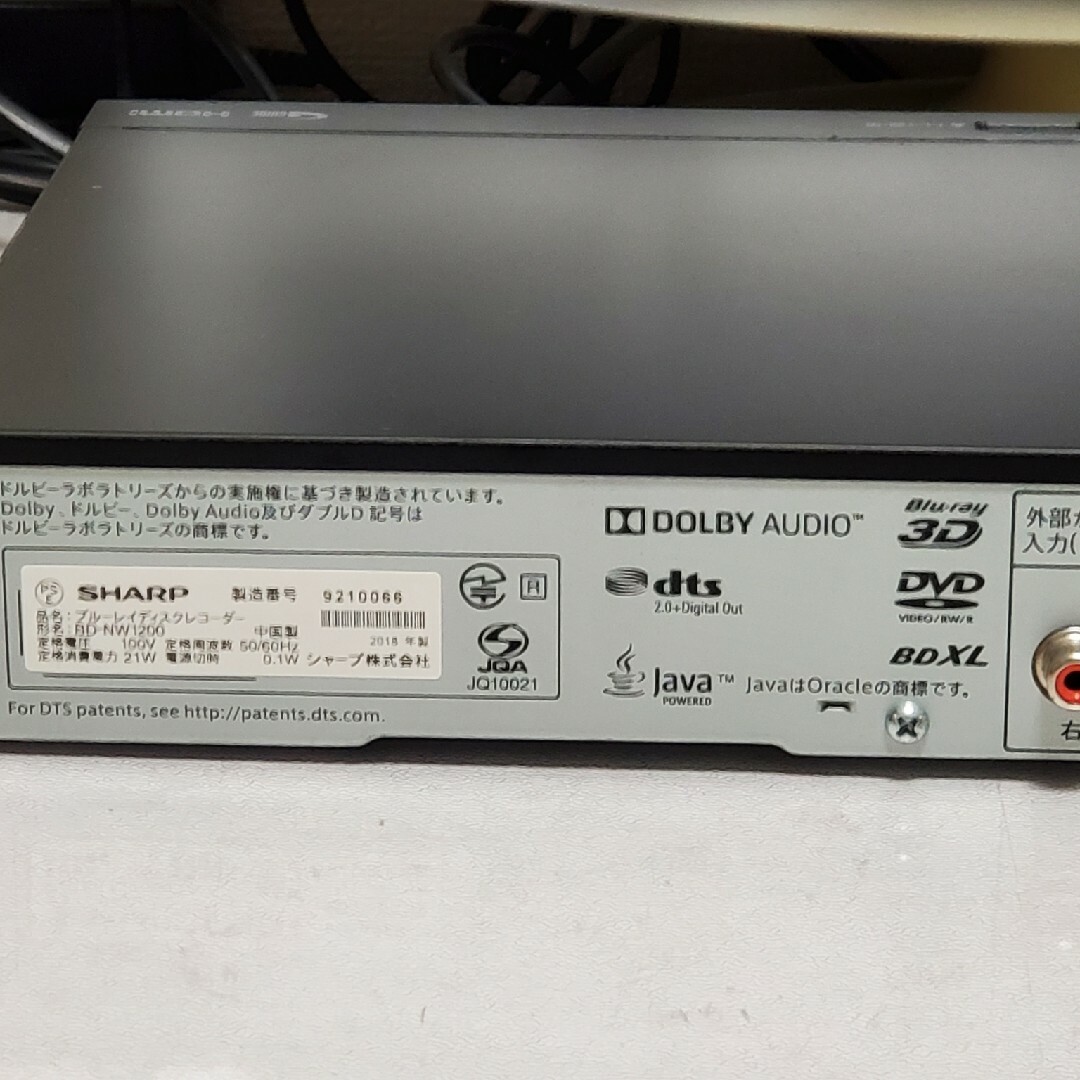 ドルビーラボラトリーズからの実施権に基づき製造されています。
Dolby、ドルビー、Dolby Audio及びダブルD 記号は
ドルビーラボラトリーズの商標です。
SHARP 製造番号 9210066
品名:ブルーレイディスクレコーダー
形名:BD-NW1200 中国製
定格電圧 100V 定格周波数 50/60Hz 2018 年製
定格消費電力 21W 電源切時 0.1W シャープ株式会社
PS
E
R
JQA
JQ10021
For DTS patents, see http://patents.dts.com.
DOLBY AUDIO™
dts
2.0+Digital Out
Java™
POWERED
JavaはOracleの商標です。
Blu-ray
3D
DVD
VIDEO/RW/R
BDXL
外部
入力(
右